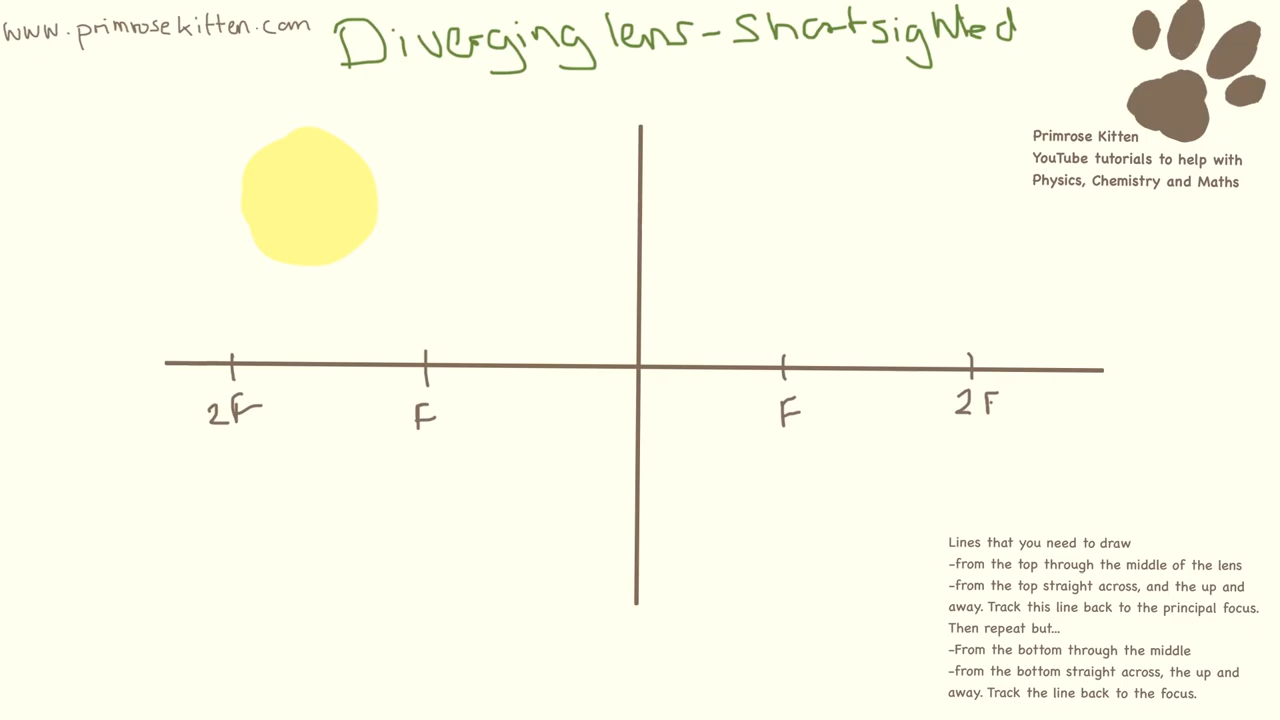 www.primrosekitten.com
Diverging lens - Shortsighted
Primrose Kitten
YouTube tutorials to help with
Physics, Chemistry and Maths
2F
F
F
2F
Lines that you need to draw
-from the top through the middle of the lens
-from the top straight across, and the up and
away. Track this line back to the principal focus.
Then repeat but...
-From the bottom through the middle
-from the bottom straight across, the up and
away. Track the line back to the focus.